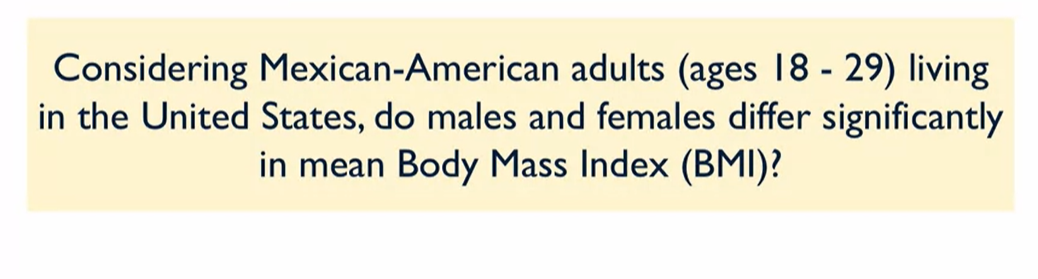 Considering Mexican-American adults (ages 18 - 29) living
in the United States, do males and females differ significantly
in mean Body Mass Index (BMI)?